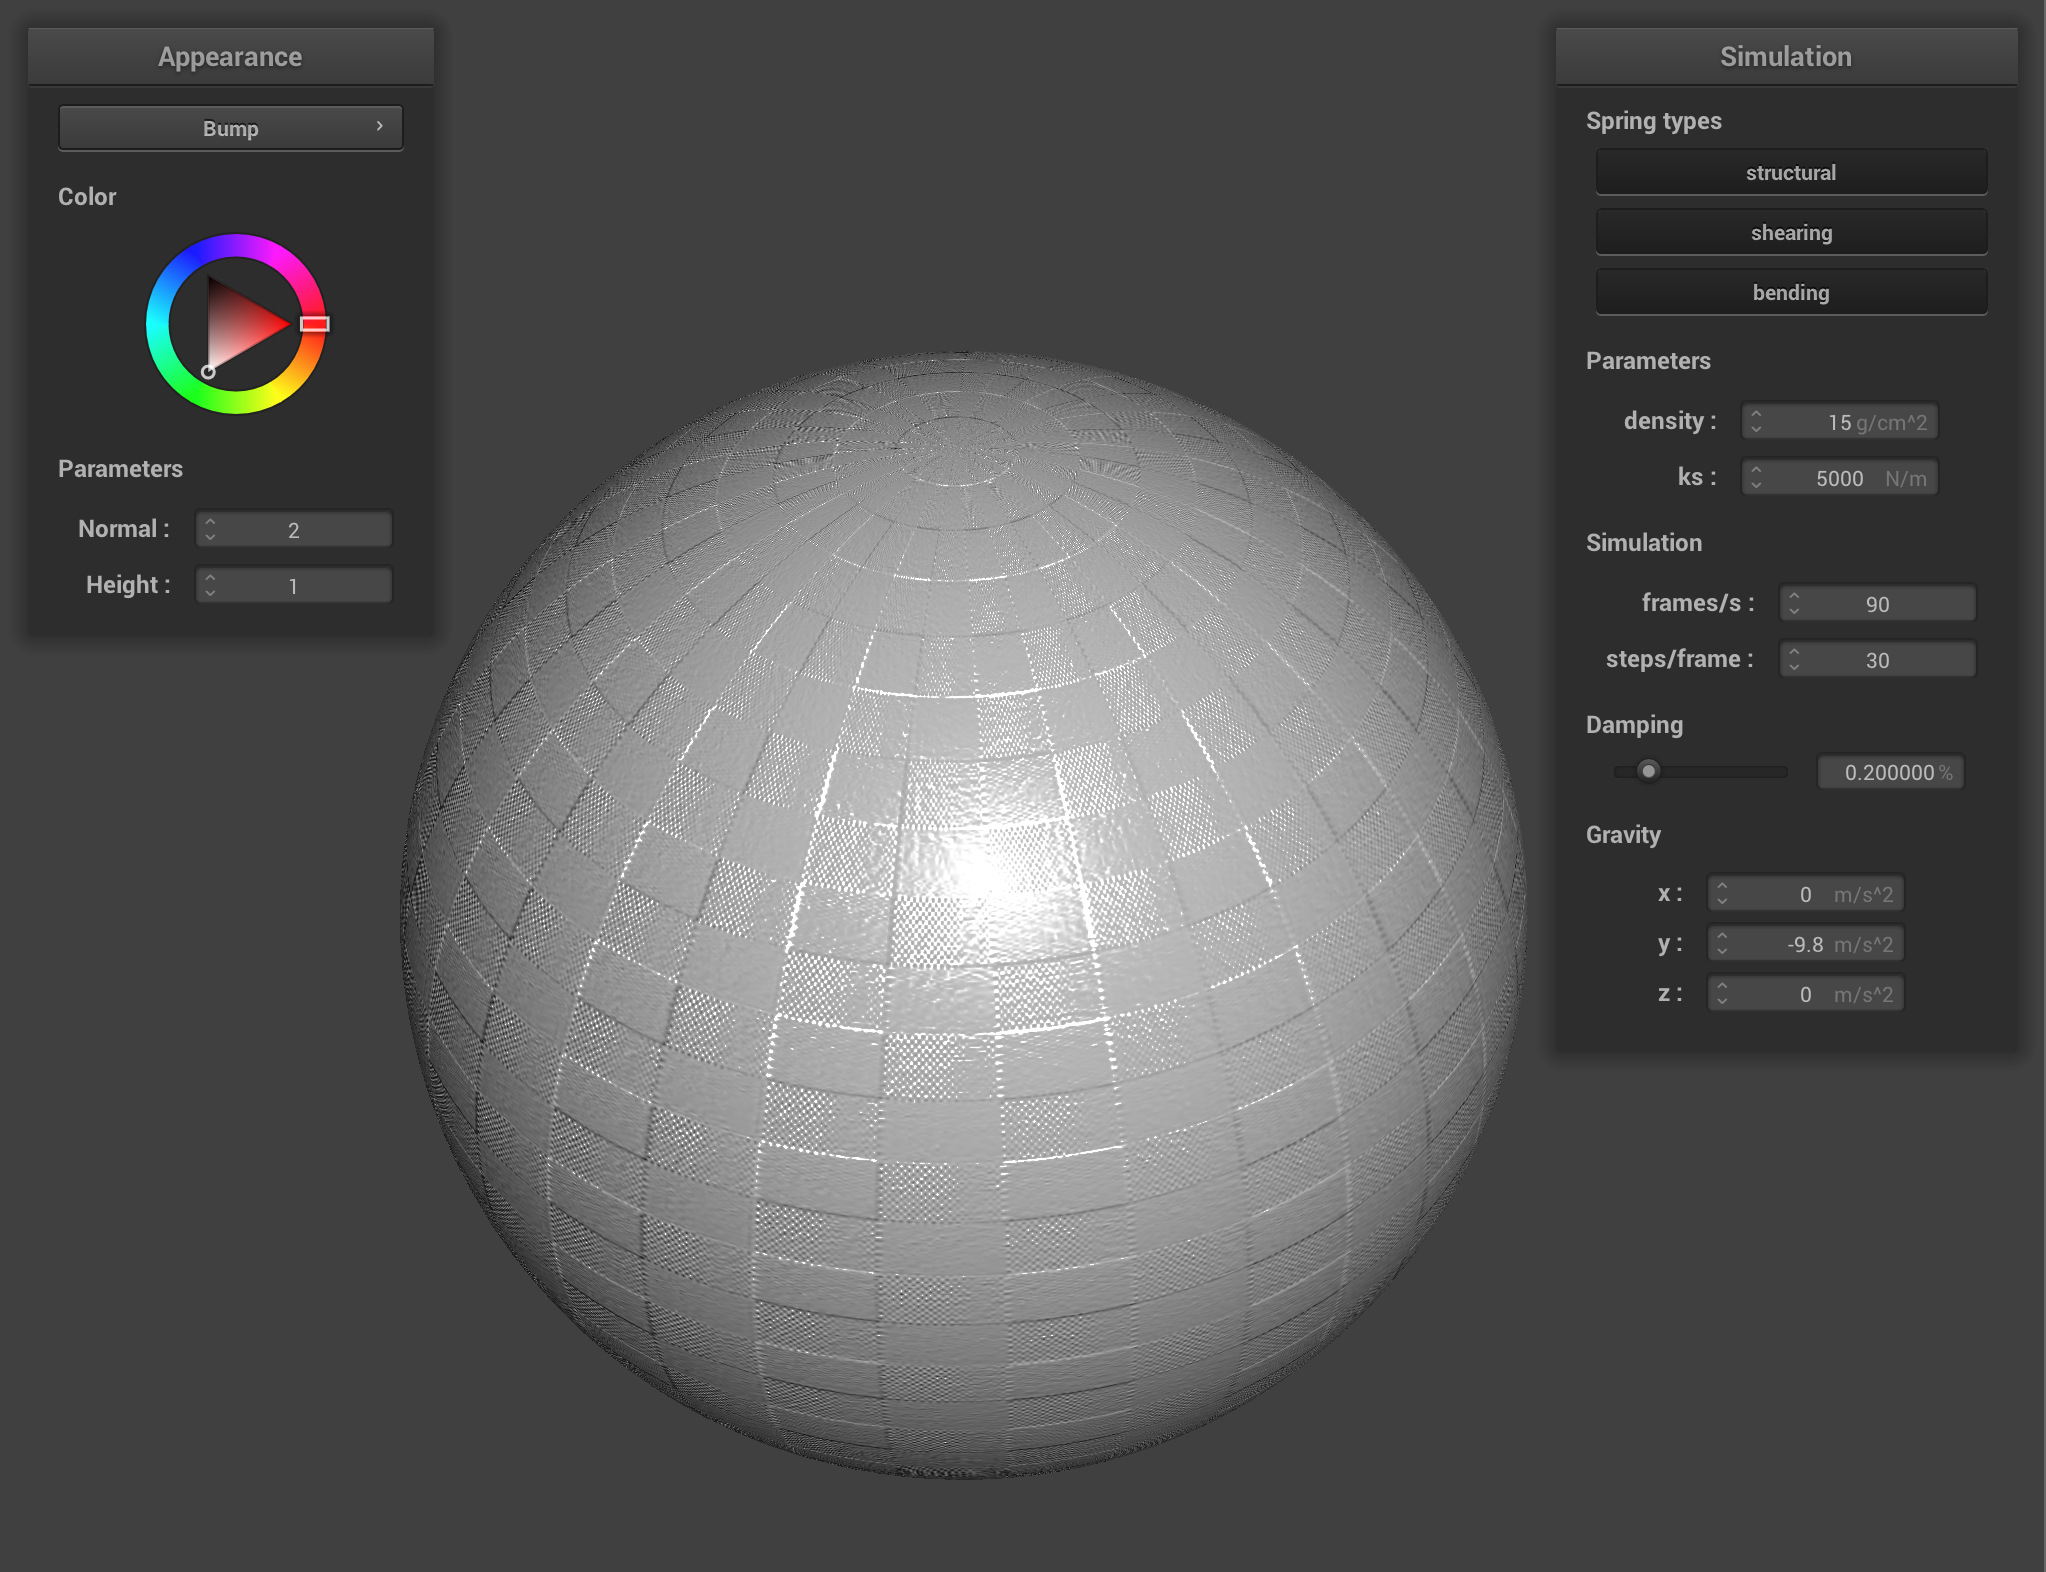 Appearance
Bump
Color
Parameters
Normal : 2
Height : 1
Simulation
Spring types
structural
shearing
bending
Parameters
density : 15 g/cm^2
ks : 5000 N/m
Simulation
frames/s : 90
steps/frame : 30
Damping
0.200000 %
Gravity
x : 0 m/s^2
y : -9.8 m/s^2
z : 0 m/s^2